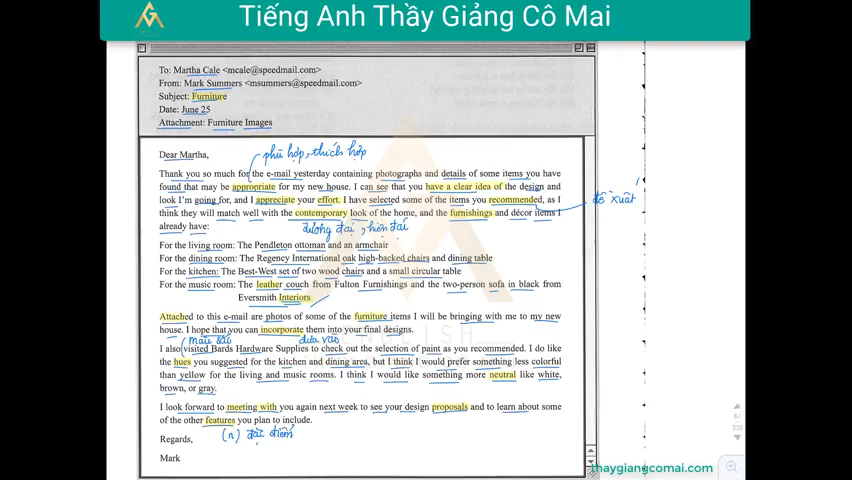 Tiếng Anh Thầy Giảng Cô Mai
To: Martha Cale <mcale@speedmail.com>
From: Mark Summers <msummers@speedmail.com>
Subject: Furniture
Date: June 25
Attachment: Furniture Images
Dear Martha,
phù hợp, thích hợp
Thank you so much for the e-mail yesterday containing photographs and details of some items you have
found that may be appropriate for my new house. I can see that you have a clear idea of the design and
look I'm going for, and I appreciate your effort. I have selected some of the items you recommended, as I
đề xuất
think they will match well with the contemporary look of the home, and the furnishings and décor items I
already have:
đương đại, hiện đại
For the living room: The Pendleton ottoman and an armchair
For the dining room: The Regency International oak high-backed chairs and dining table
For the kitchen: The Best-West set of two wood chairs and a small circular table
For the music room: The leather couch from Fulton Furnishings and the two-person sofa in black from
Eversmith Interiors
Attached to this e-mail are photos of some of the furniture items I will be bringing with me to my new
house. I hope that you can incorporate them into your final designs.
màu sắc
đưa vào
ENGLISH
I also visited Bards Hardware Supplies to check out the selection of paint as you recommended. I do like
the hues you suggested for the kitchen and dining area, but I think I would prefer something less colorful
than yellow for the living and music rooms. I think I would like something more neutral like white,
brown, or gray.
I look forward to meeting with you again next week to see your design proposals and to learn about some
of the other features you plan to include.
(n) đặc điểm
Regards,
Mark
thaygiangcomai.com